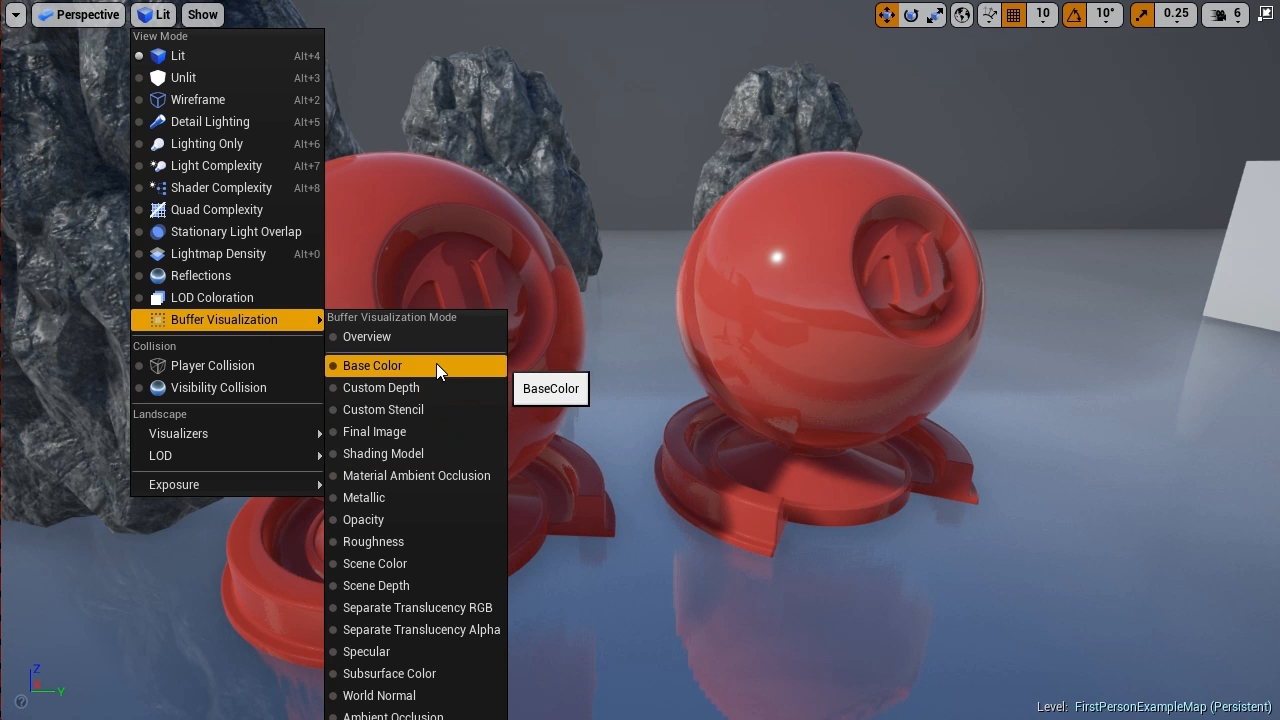 Perspective
Lit
Show
10
10°
0.25
6
View Mode
Lit Alt+4
Unlit Alt+3
Wireframe Alt+2
Detail Lighting Alt+5
Lighting Only Alt+6
Light Complexity Alt+7
Shader Complexity Alt+8
Quad Complexity
Stationary Light Overlap
Lightmap Density Alt+0
Reflections
LOD Coloration
Buffer Visualization
Collision
Player Collision
Visibility Collision
Landscape
Visualizers
LOD
Exposure
Buffer Visualization Mode
Overview
Base Color
Custom Depth
Custom Stencil
Final Image
Shading Model
Material Ambient Occlusion
Metallic
Opacity
Roughness
Scene Color
Scene Depth
Separate Translucency RGB
Separate Translucency Alpha
Specular
Subsurface Color
World Normal
Ambient Occlusion
BaseColor
Z
X
Y
?
Level: FirstPersonExampleMap (Persistent)